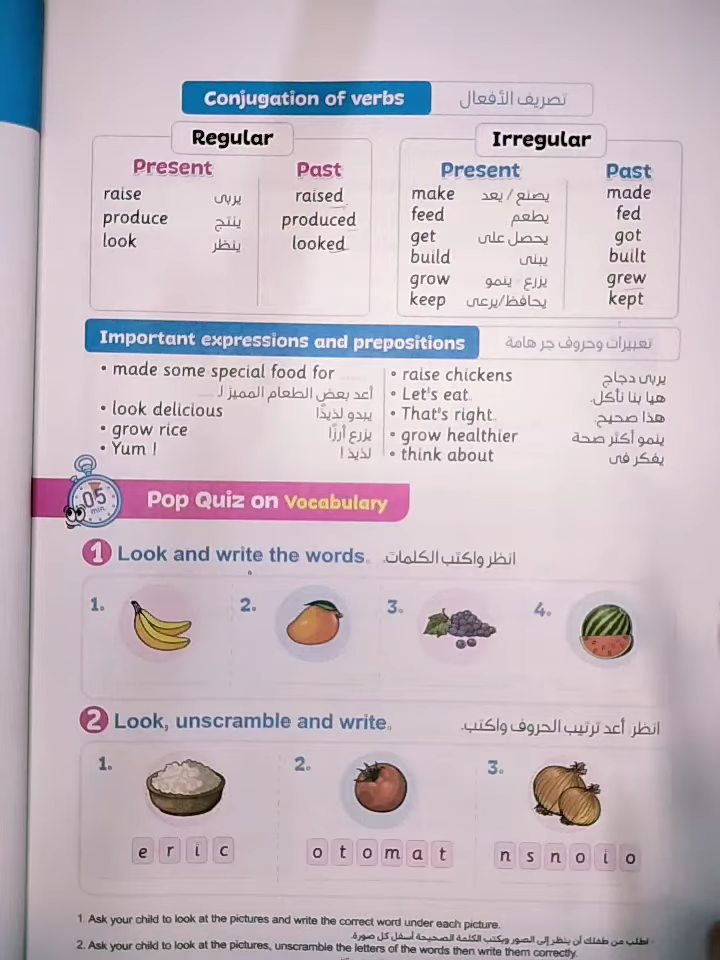 Conjugation of verbs تصريف الأفعال
Regular
Present Past
raise يربى raised
produce ينتج produced
look ينظر looked
Irregular
Present Past
make يصنع / يعد made
feed يطعم fed
get يحصل على got
build يبنى built
grow يزرع ينمو grew
keep يحافظ/يرعى kept
Important expressions and prepositions تعبيرات وحروف جر هامة
• made some special food for
أعد بعض الطعام المميز لـ
• look delicious يبدو لذيذًا
• grow rice يزرع أرزًا
• Yum ! لذيذ !
• raise chickens يربى دجاج
• Let's eat. هيا بنا نأكل.
• That's right. هذا صحيح.
• grow healthier ينمو أكثر صحة
• think about يفكر فى
05
min.
Pop Quiz on Vocabulary
1 Look and write the words. انظر واكتب الكلمات.
1. 2. 3. 4.
2 Look, unscramble and write. انظر أعد ترتيب الحروف واكتب.
1. 2. 3.
e r i c o t o m a t n s n o i o
1. Ask your child to look at the pictures and write the correct word under each picture.
اطلب من طفلك أن ينظر إلى الصور ويكتب الكلمة الصحيحة أسفل كل صورة.
2. Ask your child to look at the pictures, unscramble the letters of the words then write them correctly.